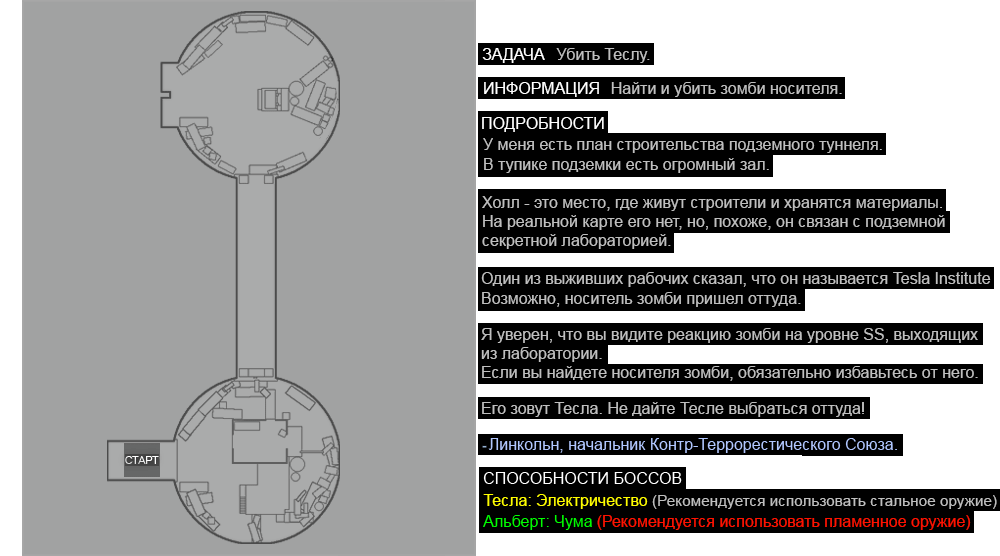 СТАРТ
ЗАДАЧА Убить Теслу.
ИНФОРМАЦИЯ Найти и убить зомби носителя.
ПОДРОБНОСТИ
У меня есть план строительства подземного туннеля.
В тупике подземки есть огромный зал.
Холл - это место, где живут строители и хранятся материалы.
На реальной карте его нет, но, похоже, он связан с подземной
секретной лабораторией.
Один из выживших рабочих сказал, что он называется Tesla Institute
Возможно, носитель зомби пришел оттуда.
Я уверен, что вы видите реакцию зомби на уровне SS, выходящих
из лаборатории.
Если вы найдете носителя зомби, обязательно избавьтесь от него.
Его зовут Тесла. Не дайте Тесле выбраться оттуда!
-Линкольн, начальник Контр-Террорестического Союза.
СПОСОБНОСТИ БОССОВ
Тесла: Электричество (Рекомендуется использовать стальное оружие)
Альберт: Чума (Рекомендуется использовать пламенное оружие)